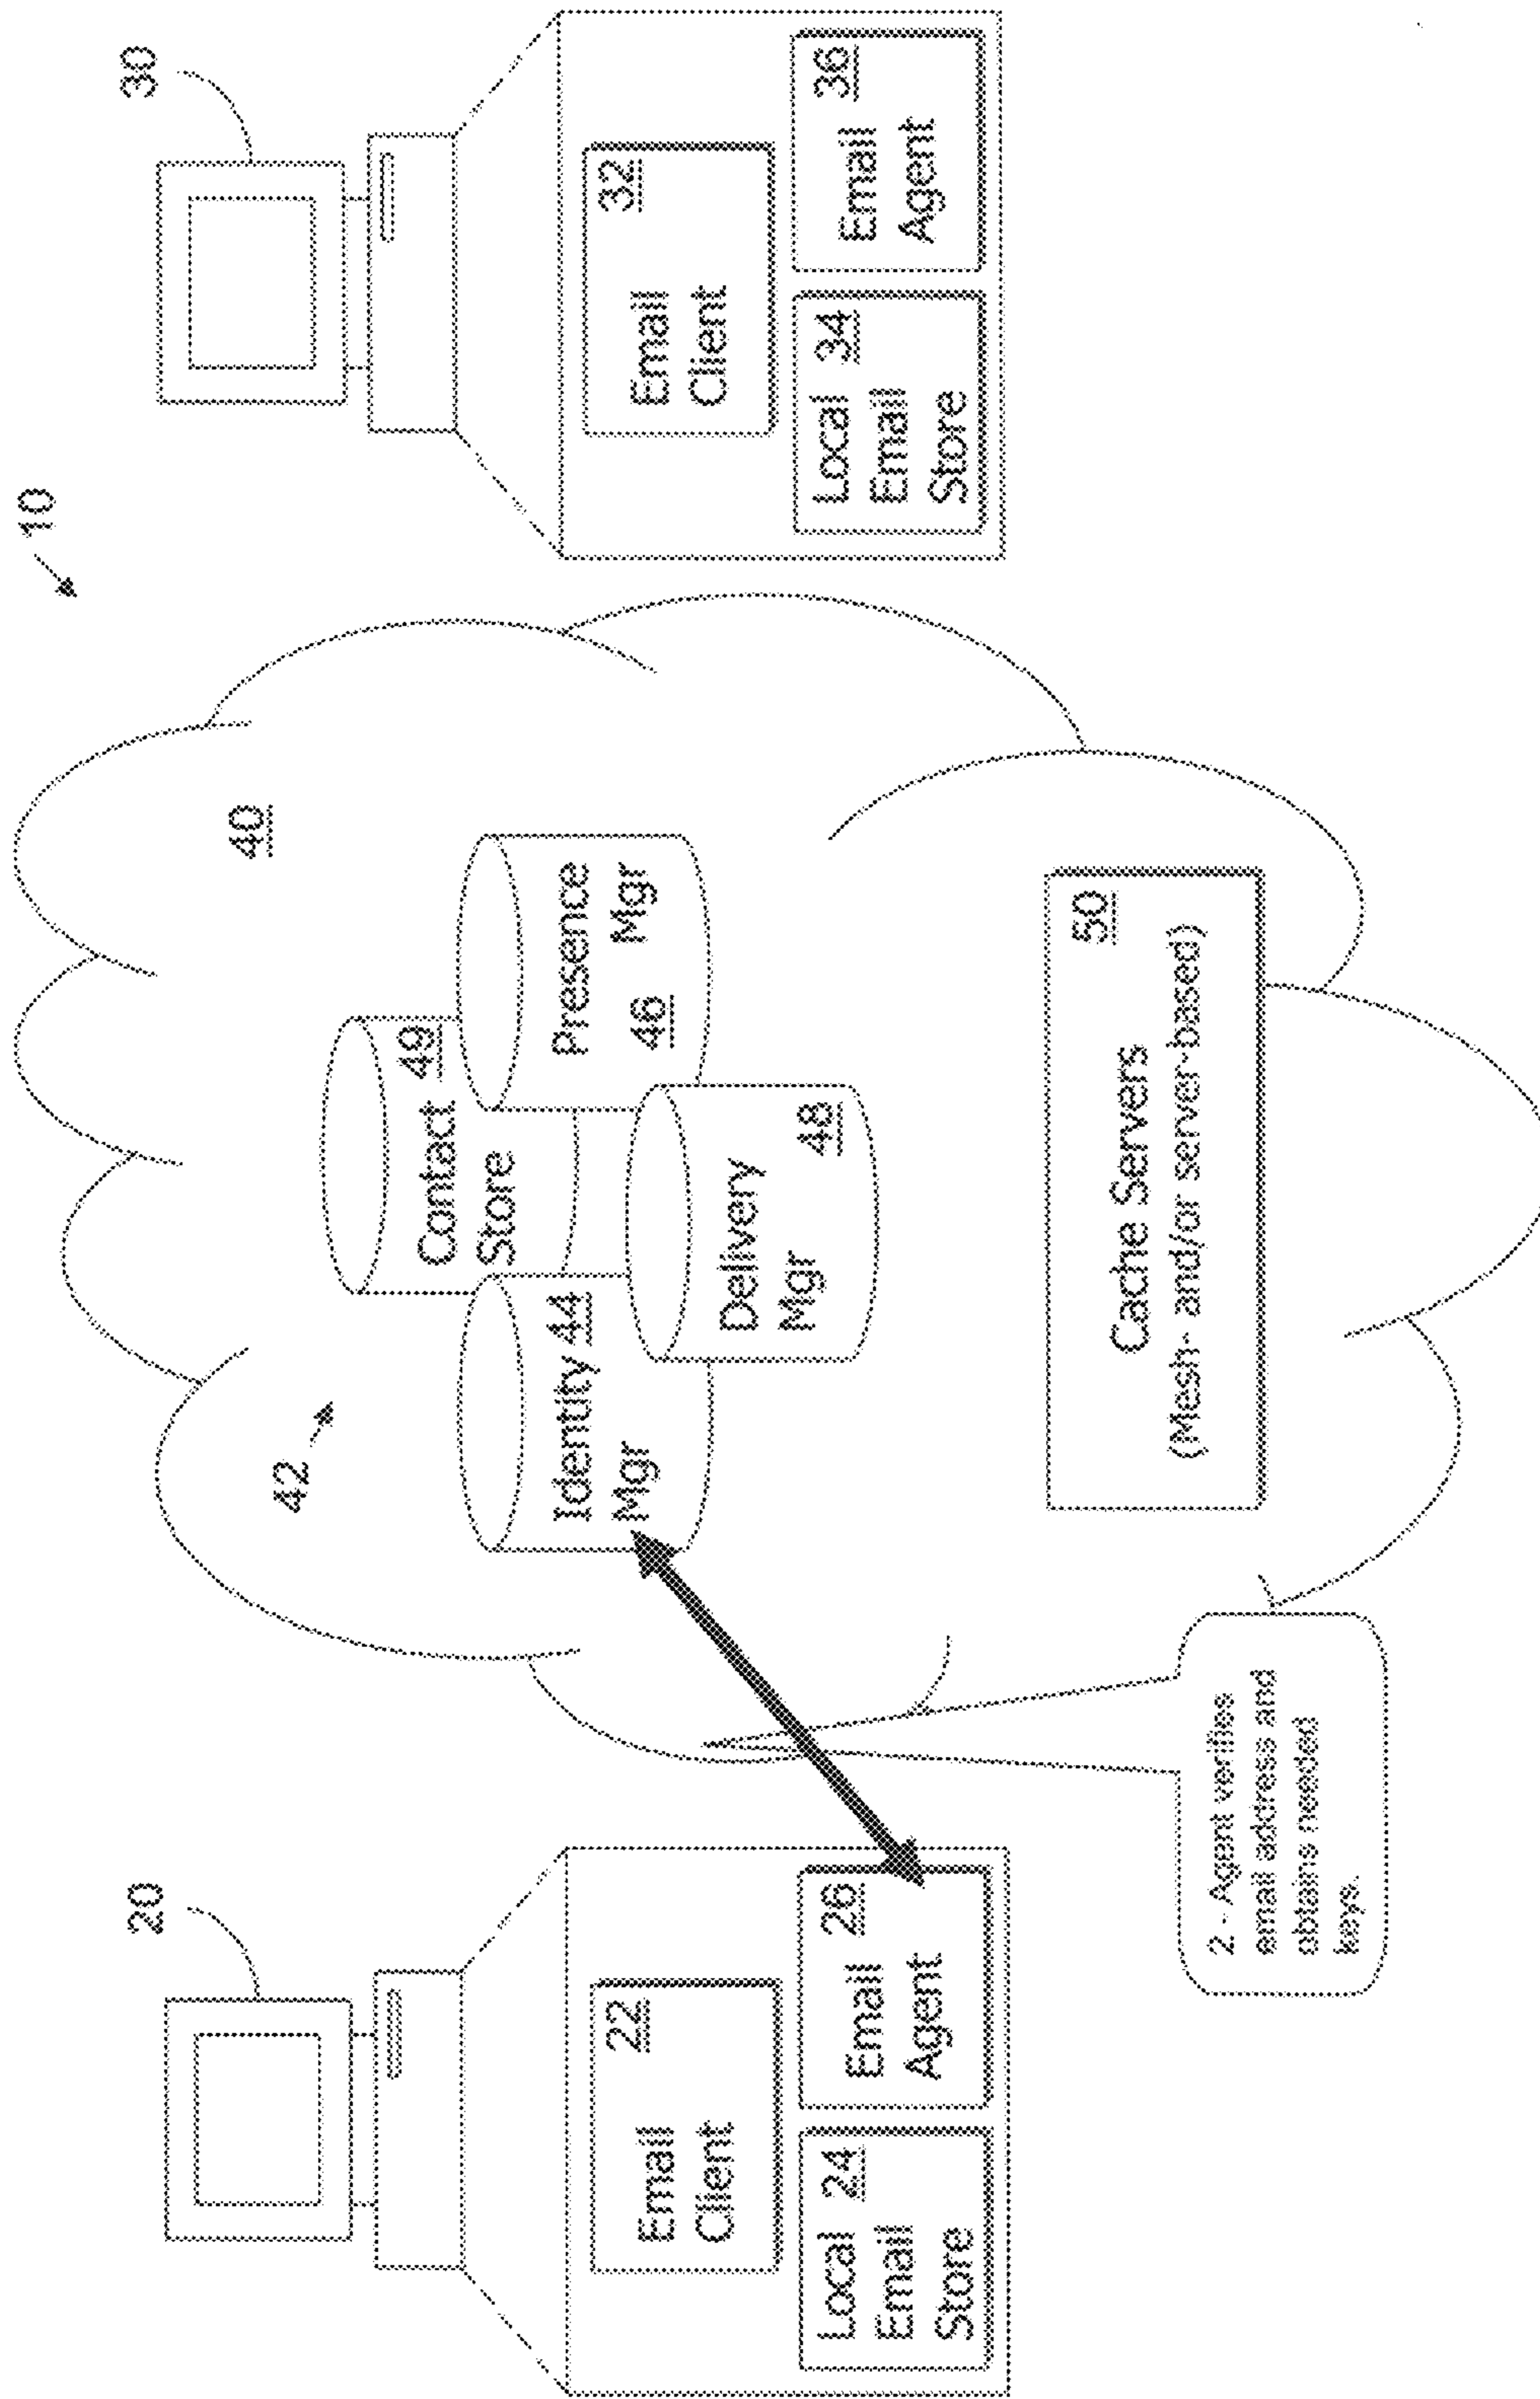 10
20
Email
Client
22
Local
Email
Store
24
Email
Agent
26
2 - Agent verifies
email address and
obtains needed
keys.
40
42
Contact
Store
49
Identity
Mgr
44
Presence
Mgr
46
Delivery
Mgr
48
50
Cache Servers
(Mesh- and/or server-based)
30
Email
Client
32
Local
Email
Store
34
Email
Agent
36